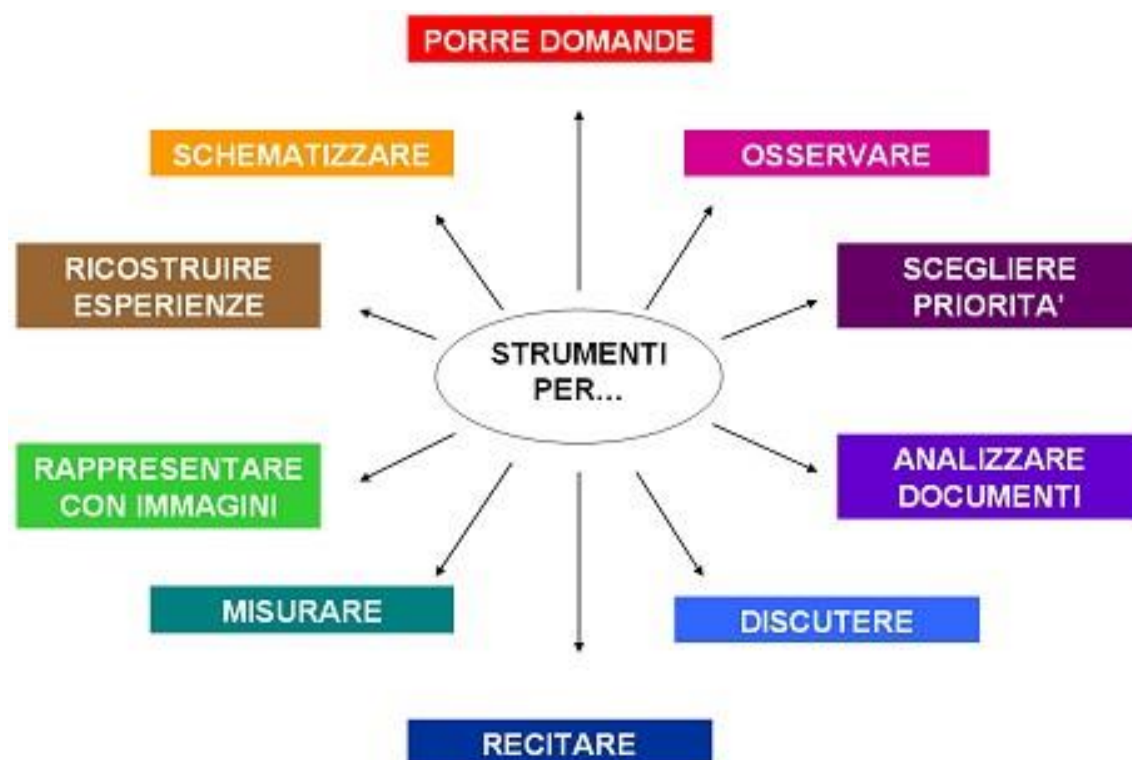 PORRE DOMANDE
SCHEMATIZZARE
OSSERVARE
RICOSTRUIRE
ESPERIENZE
SCEGLIERE
PRIORITA'
STRUMENTI
PER...
RAPPRESENTARE
CON IMMAGINI
ANALIZZARE
DOCUMENTI
MISURARE
DISCUTERE
RECITARE